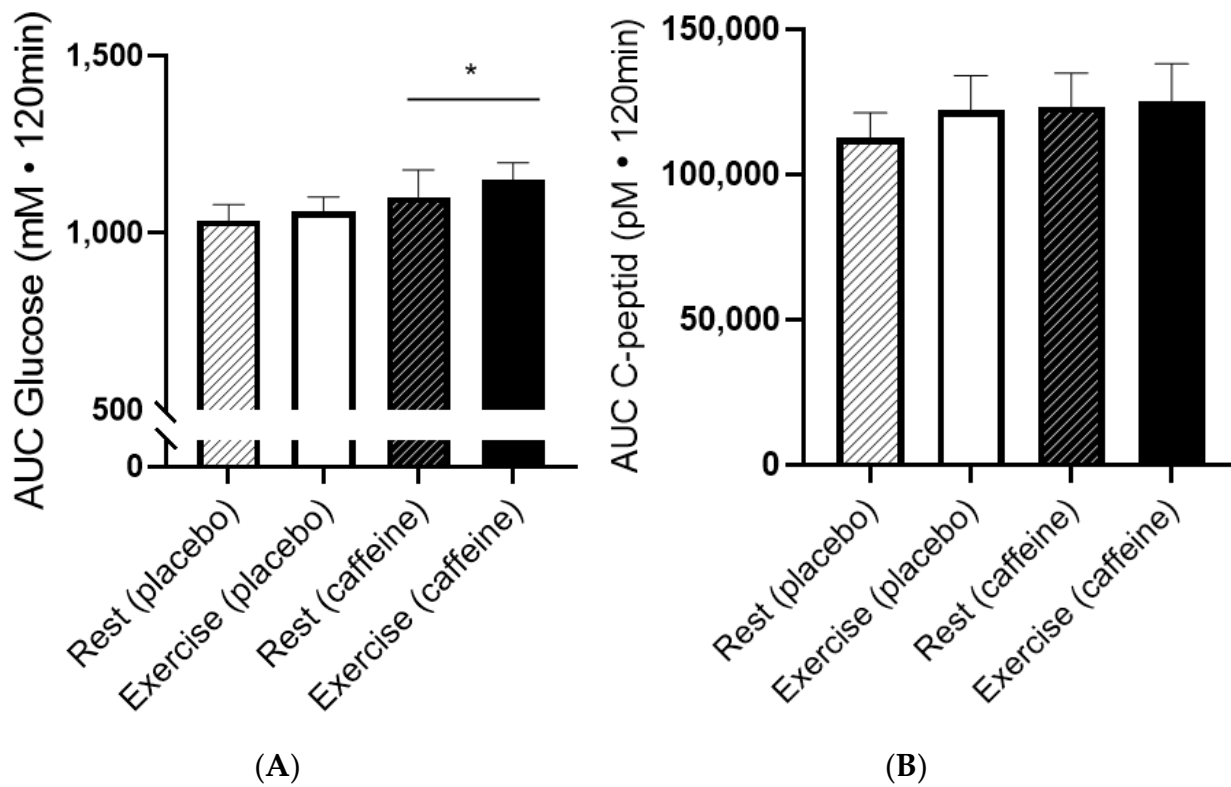 AUC Glucose (mM • 120min)
1,500
1,000
500
0
*
Rest (placebo)
Exercise (placebo)
Rest (caffeine)
Exercise (caffeine)
(A)
AUC C-peptid (pM • 120min)
150,000
100,000
50,000
0
Rest (placebo)
Exercise (placebo)
Rest (caffeine)
Exercise (caffeine)
(B)